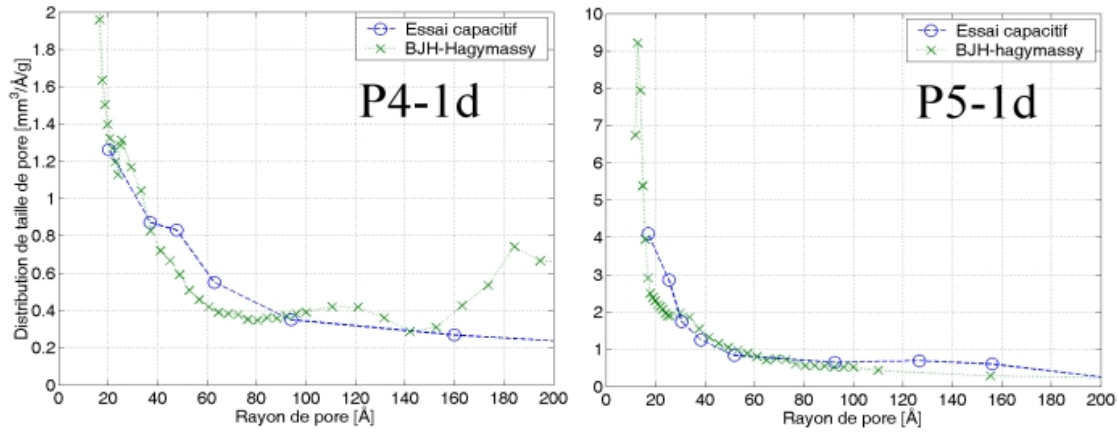 Distribution de taille de pore [mm³/Å/g]
2
1.8
1.6
1.4
1.2
1
0.8
0.6
0.4
0.2
0
0 20 40 60 80 100 120 140 160 180 200
Rayon de pore [Å]
Essai capacitif
BJH-Hagymassy
P4-1d
10
9
8
7
6
5
4
3
2
1
0
0 20 40 60 80 100 120 140 160 180 200
Rayon de pore [Å]
Essai capacitif
BJH-hagymassy
P5-1d